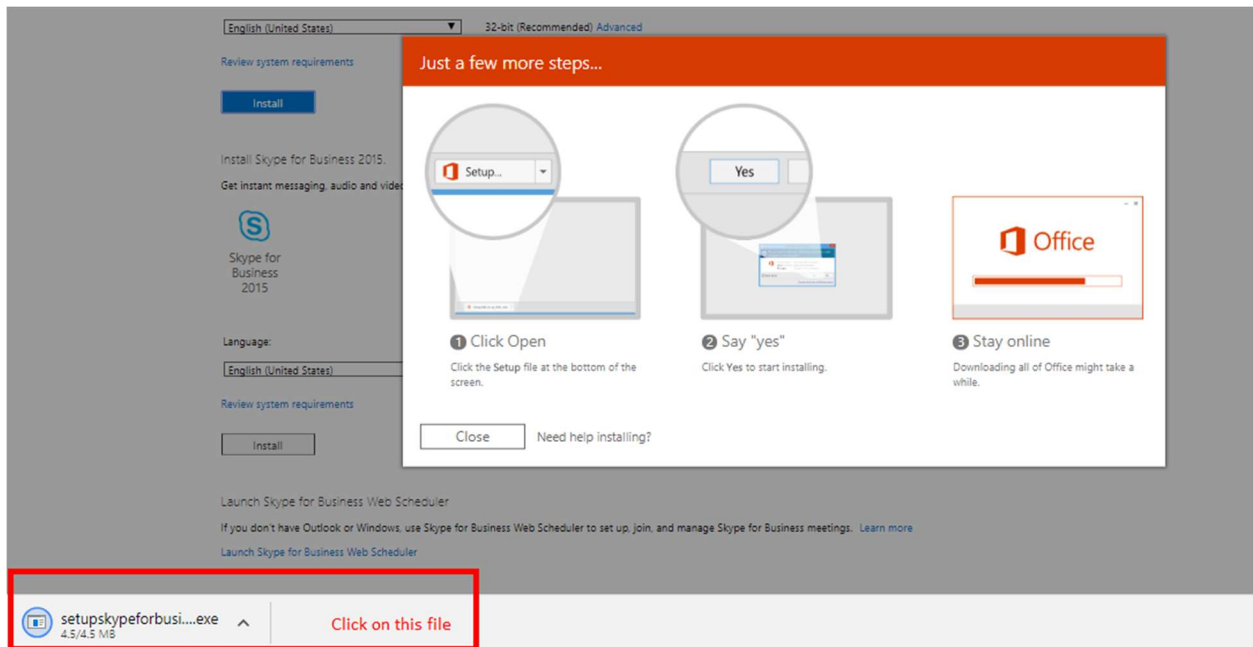 English (United States)
32-bit (Recommended) Advanced
Review system requirements
Just a few more steps...
Install
Setup...
Yes
Office
Install Skype for Business 2015.
Get instant messaging, audio and vide
Skype for
Business
2015
1 Click Open
Click the Setup file at the bottom of the
screen.
2 Say "yes"
Click Yes to start installing.
3 Stay online
Downloading all of Office might take a
while.
Language:
English (United States)
Review system requirements
Close
Need help installing?
Install
Launch Skype for Business Web Scheduler
If you don't have Outlook or Windows, use Skype for Business Web Scheduler to set up, join, and manage Skype for Business meetings. Learn more
Launch Skype for Business Web Scheduler
setupskypeforbusi....exe
4.5/4.5 MB
Click on this file